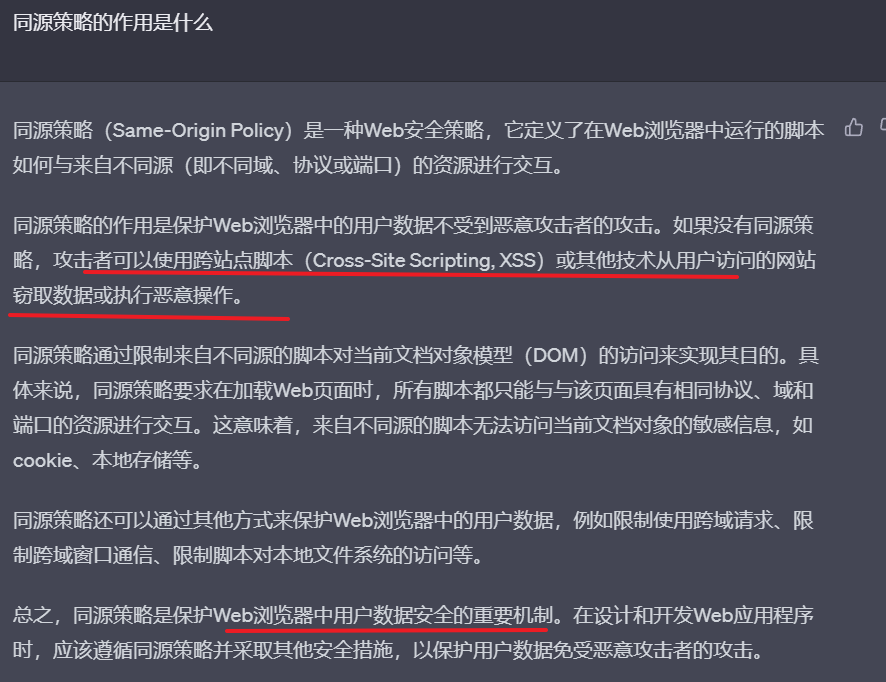 同源策略的作用是什么
同源策略（Same-Origin Policy）是一种Web安全策略，它定义了在Web浏览器中运行的脚本
如何与来自不同源（即不同域、协议或端口）的资源进行交互。
同源策略的作用是保护Web浏览器中的用户数据不受到恶意攻击者的攻击。如果没有同源策
略，攻击者可以使用跨站点脚本（Cross-Site Scripting, XSS）或其他技术从用户访问的网站
窃取数据或执行恶意操作。
同源策略通过限制来自不同源的脚本对当前文档对象模型（DOM）的访问来实现其目的。具
体来说，同源策略要求在加载Web页面时，所有脚本都只能与与该页面具有相同协议、域和
端口的资源进行交互。这意味着，来自不同源的脚本无法访问当前文档对象的敏感信息，如
cookie、本地存储等。
同源策略还可以通过其他方式来保护Web浏览器中的用户数据，例如限制使用跨域请求、限
制跨域窗口通信、限制脚本对本地文件系统的访问等。
总之，同源策略是保护Web浏览器中用户数据安全的重要机制。在设计和开发Web应用程序
时，应该遵循同源策略并采取其他安全措施，以保护用户数据免受恶意攻击者的攻击。